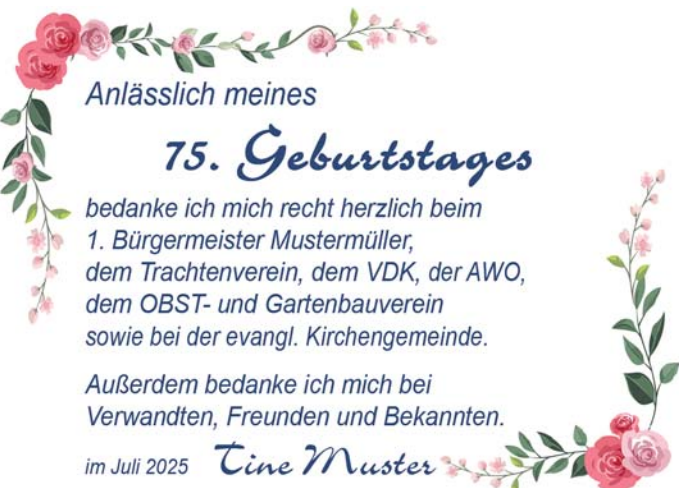 Anlässlich meines
75. Geburtstages
bedanke ich mich recht herzlich beim
1. Bürgermeister Mustermüller,
dem Trachtenverein, dem VDK, der AWO,
dem OBST- und Gartenbauverein
sowie bei der evangl. Kirchengemeinde.
Außerdem bedanke ich mich bei
Verwandten, Freunden und Bekannten.
im Juli 2025 Tine Muster